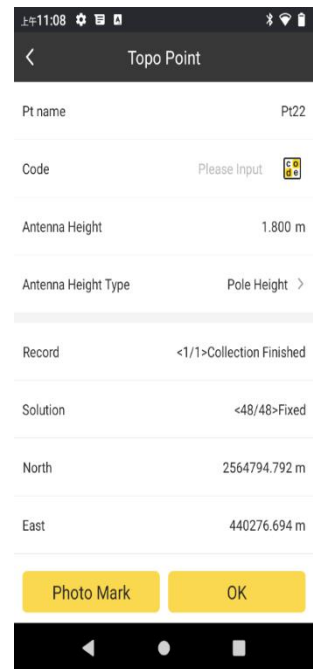 上午11:08
Topo Point
Pt name Pt22
Code Please Input code
Antenna Height 1.800 m
Antenna Height Type Pole Height >
Record <1/1>Collection Finished
Solution <48/48>Fixed
North 2564794.792 m
East 440276.694 m
Photo Mark OK